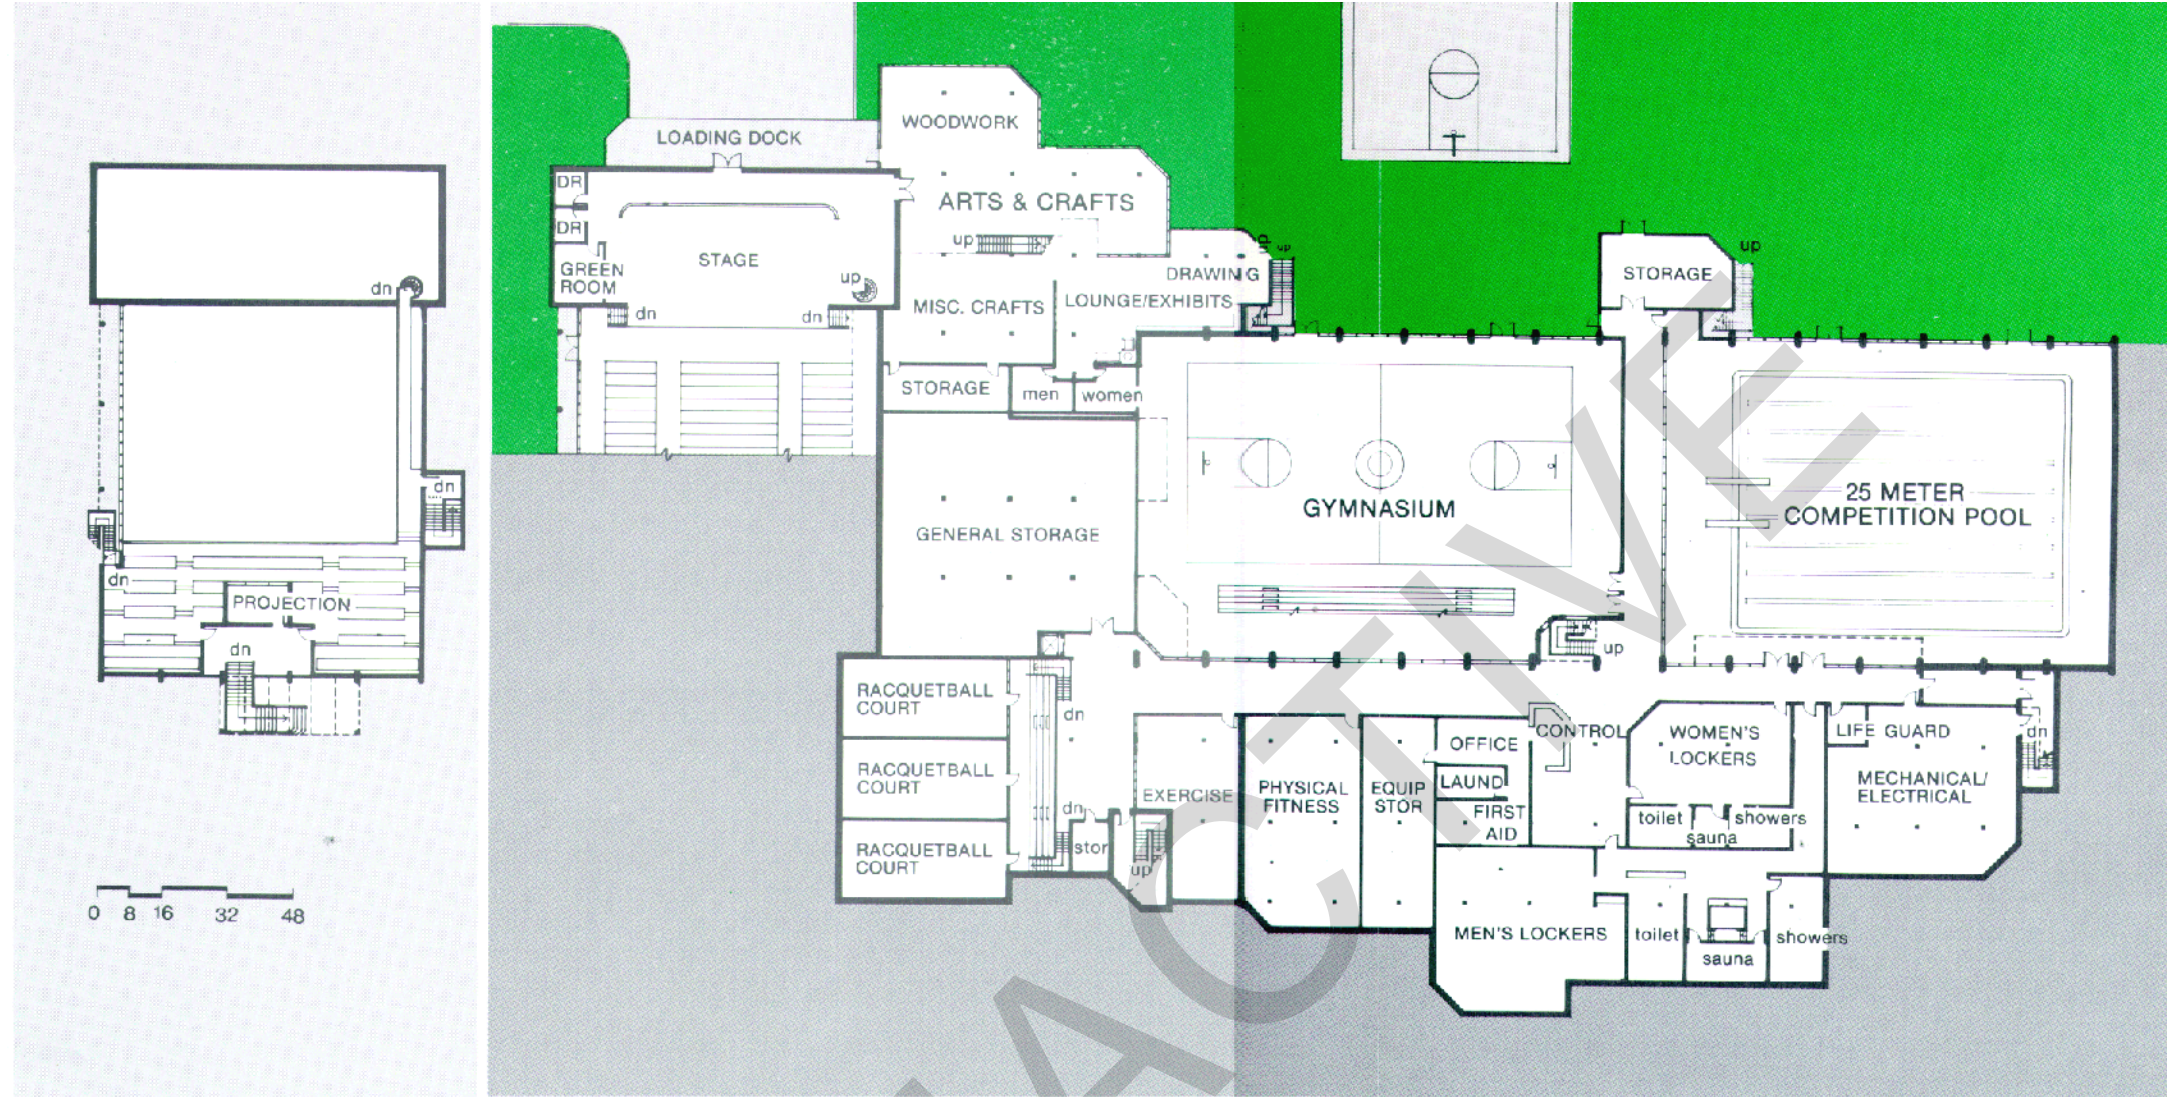 dn
dn
dn
PROJECTION
dn
0 8 16 32 48
LOADING DOCK
WOODWORK
DR
DR
ARTS & CRAFTS
GREEN
ROOM
STAGE
up
up
dn
dn
MISC. CRAFTS
DRAWING
LOUNGE/EXHIBITS
up
up
STORAGE
up
STORAGE
men
women
GENERAL STORAGE
GYMNASIUM
25 METER
COMPETITION POOL
up
RACQUETBALL
COURT
RACQUETBALL
COURT
RACQUETBALL
COURT
dn
dn
stor
up
EXERCISE
PHYSICAL
FITNESS
EQUIP
STOR
OFFICE
LAUND
FIRST
AID
CONTROL
WOMEN'S
LOCKERS
toilet
sauna
showers
LIFE GUARD
dn
MECHANICAL/
ELECTRICAL
MEN'S LOCKERS
toilet
sauna
showers
ACTIVE